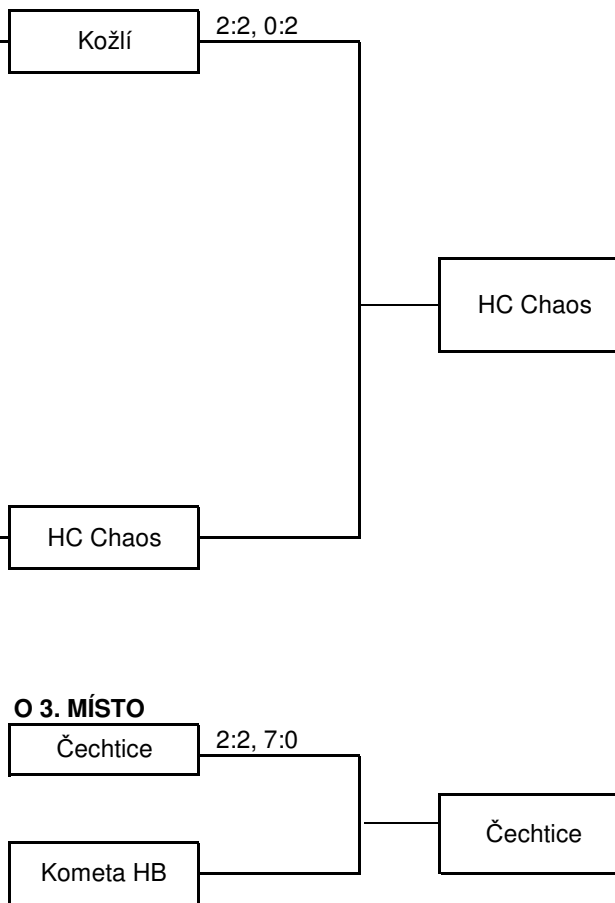 Kožlí
2:2, 0:2
HC Chaos
HC Chaos
O 3. MÍSTO
Čechtice
2:2, 7:0
Čechtice
Kometa HB